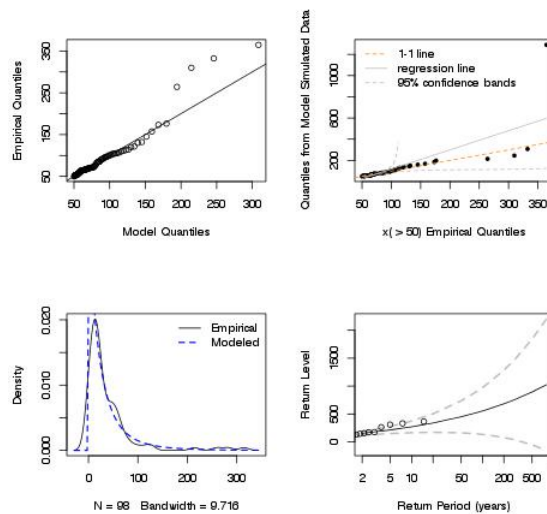 Empirical Quantiles
350
250
150
50
50 100 150 200 250 300
Model Quantiles
Quantiles from Model Simulated Data
1000
600
200
1-1 line
regression line
95% confidence bands
50 100 150 200 250 300 350
x( > 50) Empirical Quantiles
Density
0.020
0.010
0.000
Empirical
Modeled
0 100 200 300
N = 98 Bandwidth = 9.716
Return Level
1500
500
0
2 5 10 50 200 500
Return Period (years)